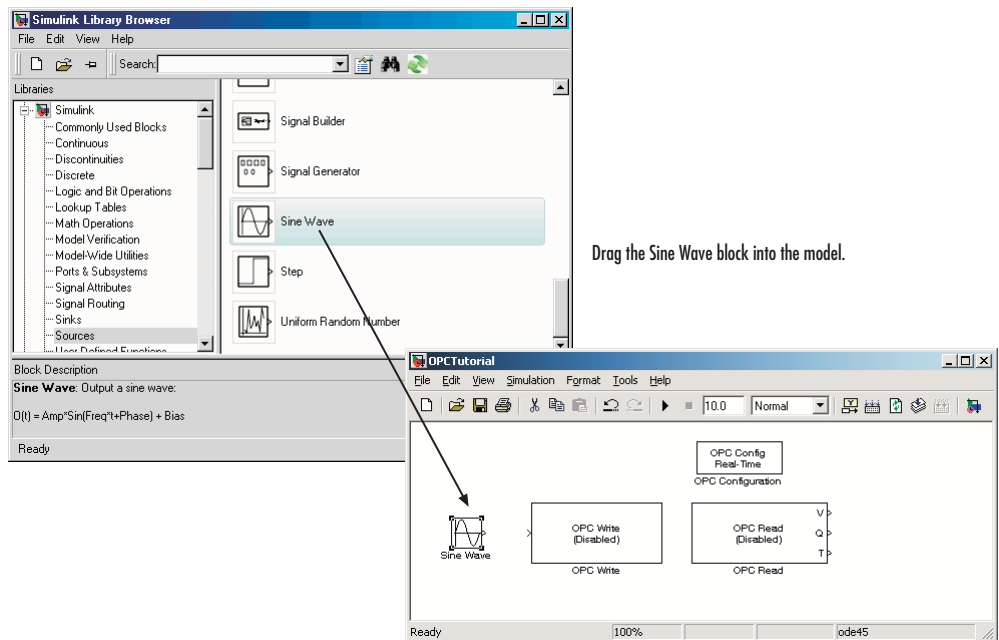 Simulink Library Browser
File Edit View Help
Search:
Libraries
Simulink
Commonly Used Blocks
Continuous
Discontinuities
Discrete
Logic and Bit Operations
Lookup Tables
Math Operations
Model Verification
Model-Wide Utilities
Ports & Subsystems
Signal Attributes
Signal Routing
Sinks
Sources
User-Defined Functions
Signal Builder
Signal Generator
Sine Wave
Step
Uniform Random Number
Block Description
Sine Wave: Output a sine wave:
O(t) = Amp*Sin(Freq*t+Phase) + Bias
Ready
Drag the Sine Wave block into the model.
OPCTutorial
File Edit View Simulation Format Tools Help
10.0 Normal
OPC Config
Real-Time
OPC Configuration
Sine Wave
OPC Write
(Disabled)
OPC Write
OPC Read
(Disabled)
V
Q
T
OPC Read
Ready 100% ode45